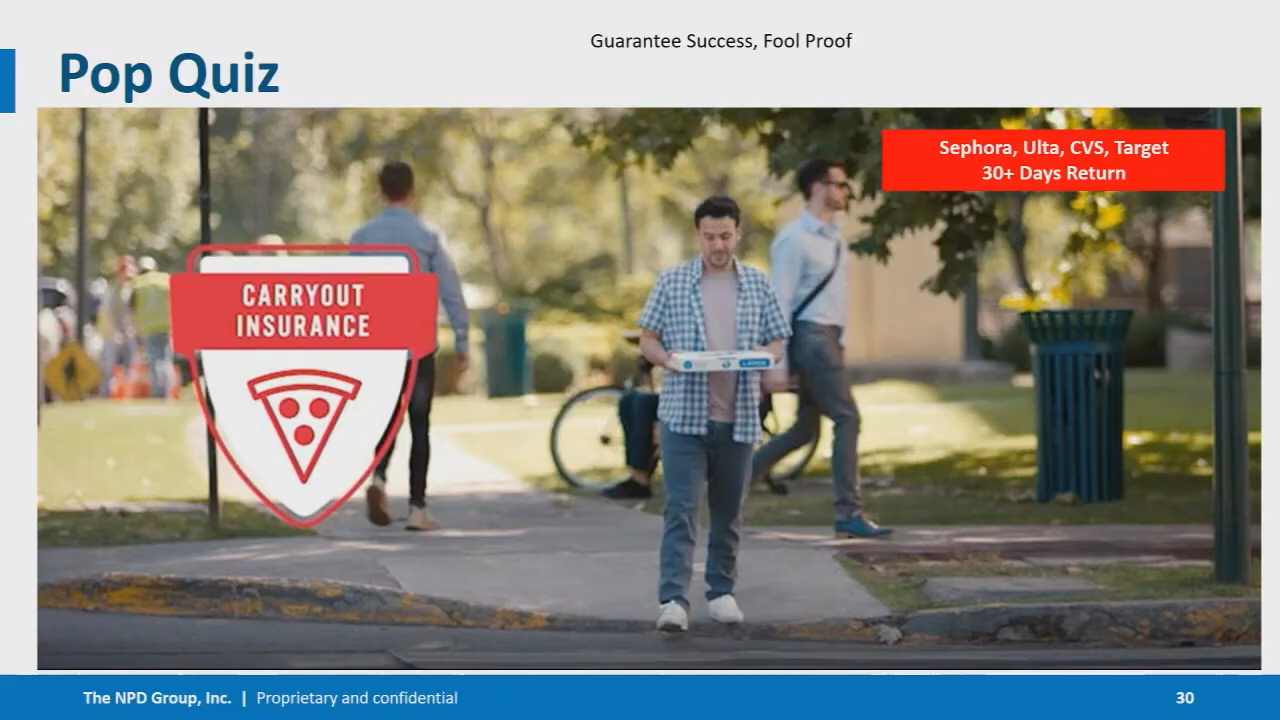 Guarantee Success, Fool Proof
Pop Quiz
Sephora, Ulta, CVS, Target
30+ Days Return
CARRYOUT
INSURANCE
The NPD Group, Inc. | Proprietary and confidential
30